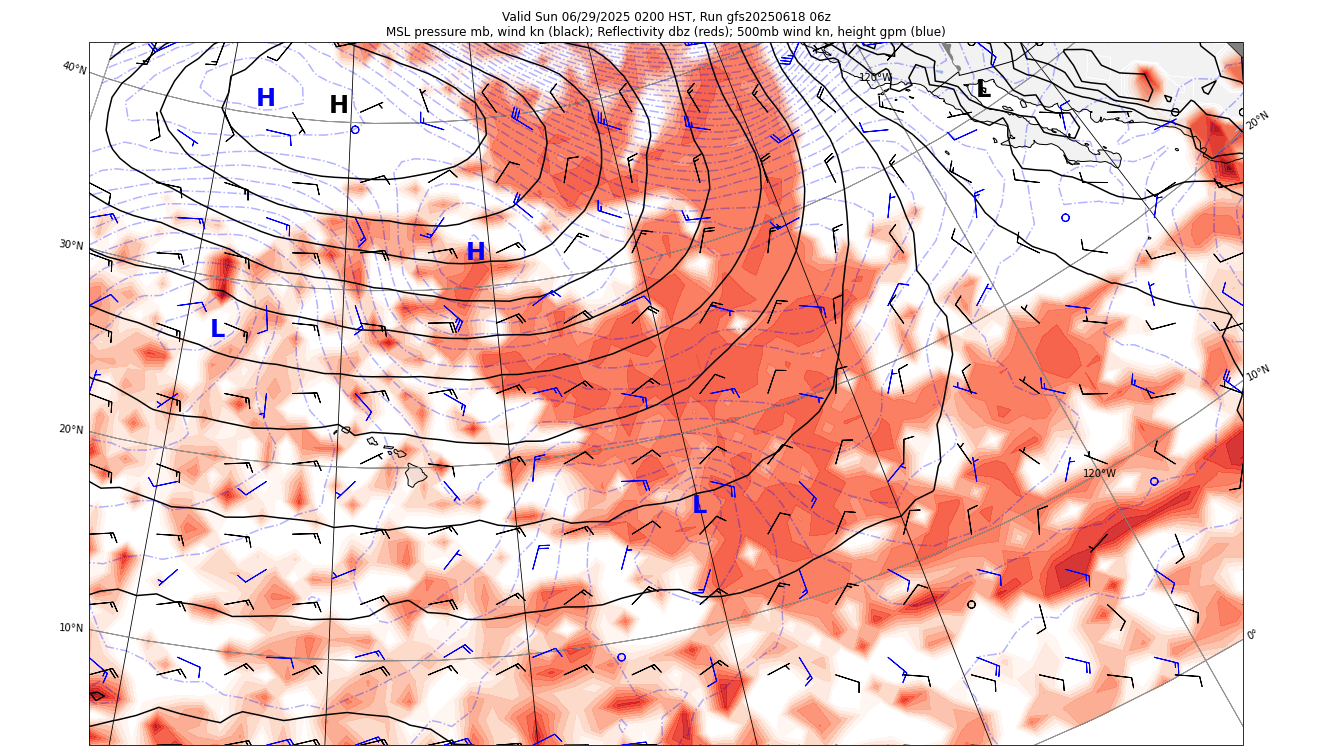 Valid Sun 06/29/2025 0200 HST, Run gfs20250618 06z
MSL pressure mb, wind kn (black); Reflectivity dbz (reds); 500mb wind kn, height gpm (blue)
40°N
120°W
L
H
H
20°N
30°N
H
L
10°N
20°N
120°W
L
10°N
0°